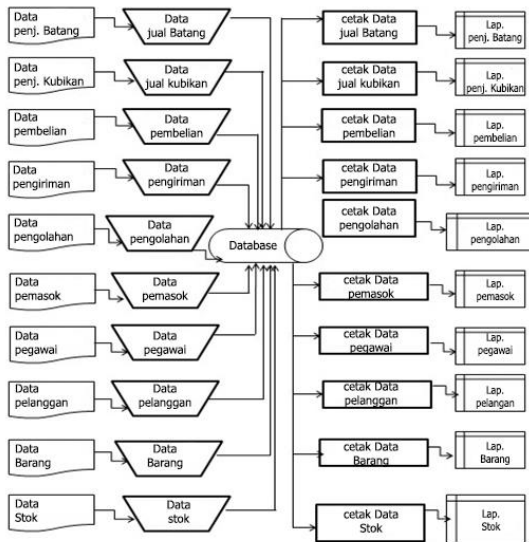 Data
penj. Batang
Data
jual Batang
cetak Data
jual Batang
Lap.
penj. Batang
Data
penj. Kubikan
Data
jual kubikan
cetak Data
jual kubikan
Lap.
penj. Kubikan
Data
pembelian
Data
pembelian
cetak Data
pembelian
Lap.
pembelian
Data
pengiriman
Data
pengiriman
cetak Data
pengiriman
Lap.
pengiriman
Data
pengolahan
Data
pengolahan
Database
cetak Data
pengolahan
Lap.
pengolahan
Data
pemasok
Data
pemasok
cetak Data
pemasok
Lap.
pemasok
Data
pegawai
Data
pegawai
cetak Data
pegawai
Lap.
pegawai
Data
pelanggan
Data
pelanggan
cetak Data
pelanggan
Lap.
pelangan
Data
Barang
Data
Barang
cetak Data
Barang
Lap.
Barang
Data
Stok
Data
stok
cetak Data
Stok
Lap.
Stok